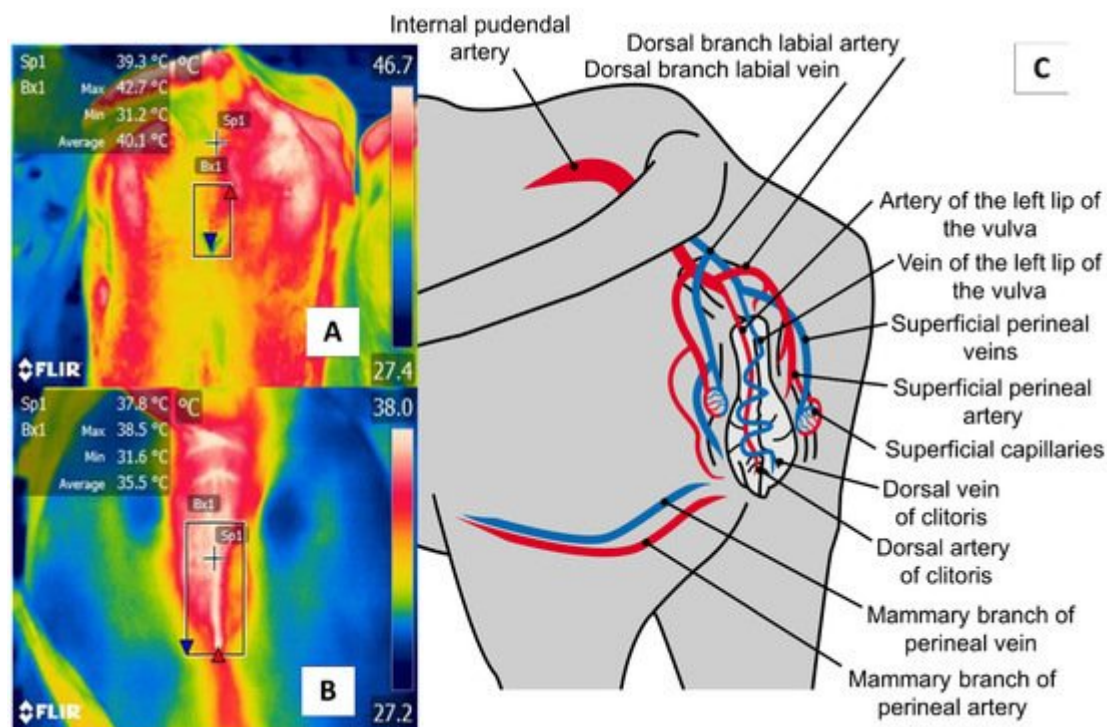 Sp1 39.3 °C °C 46.7
Bx1 Max 42.7 °C
Min 31.2 °C
Average 40.1 °C
Sp1
Bx1
A
FLIR 27.4
Sp1 37.8 °C °C 38.0
Bx1 Max 38.5 °C
Min 31.6 °C
Average 35.5 °C
Bx1
Sp1
B
FLIR 27.2
C
Internal pudendal
artery
Dorsal branch labial artery
Dorsal branch labial vein
Artery of the left lip of
the vulva
Vein of the left lip of
the vulva
Superficial perineal
veins
Superficial perineal
artery
Superficial capillaries
Dorsal vein
of clitoris
Dorsal artery
of clitoris
Mammary branch of
perineal vein
Mammary branch of
perineal artery